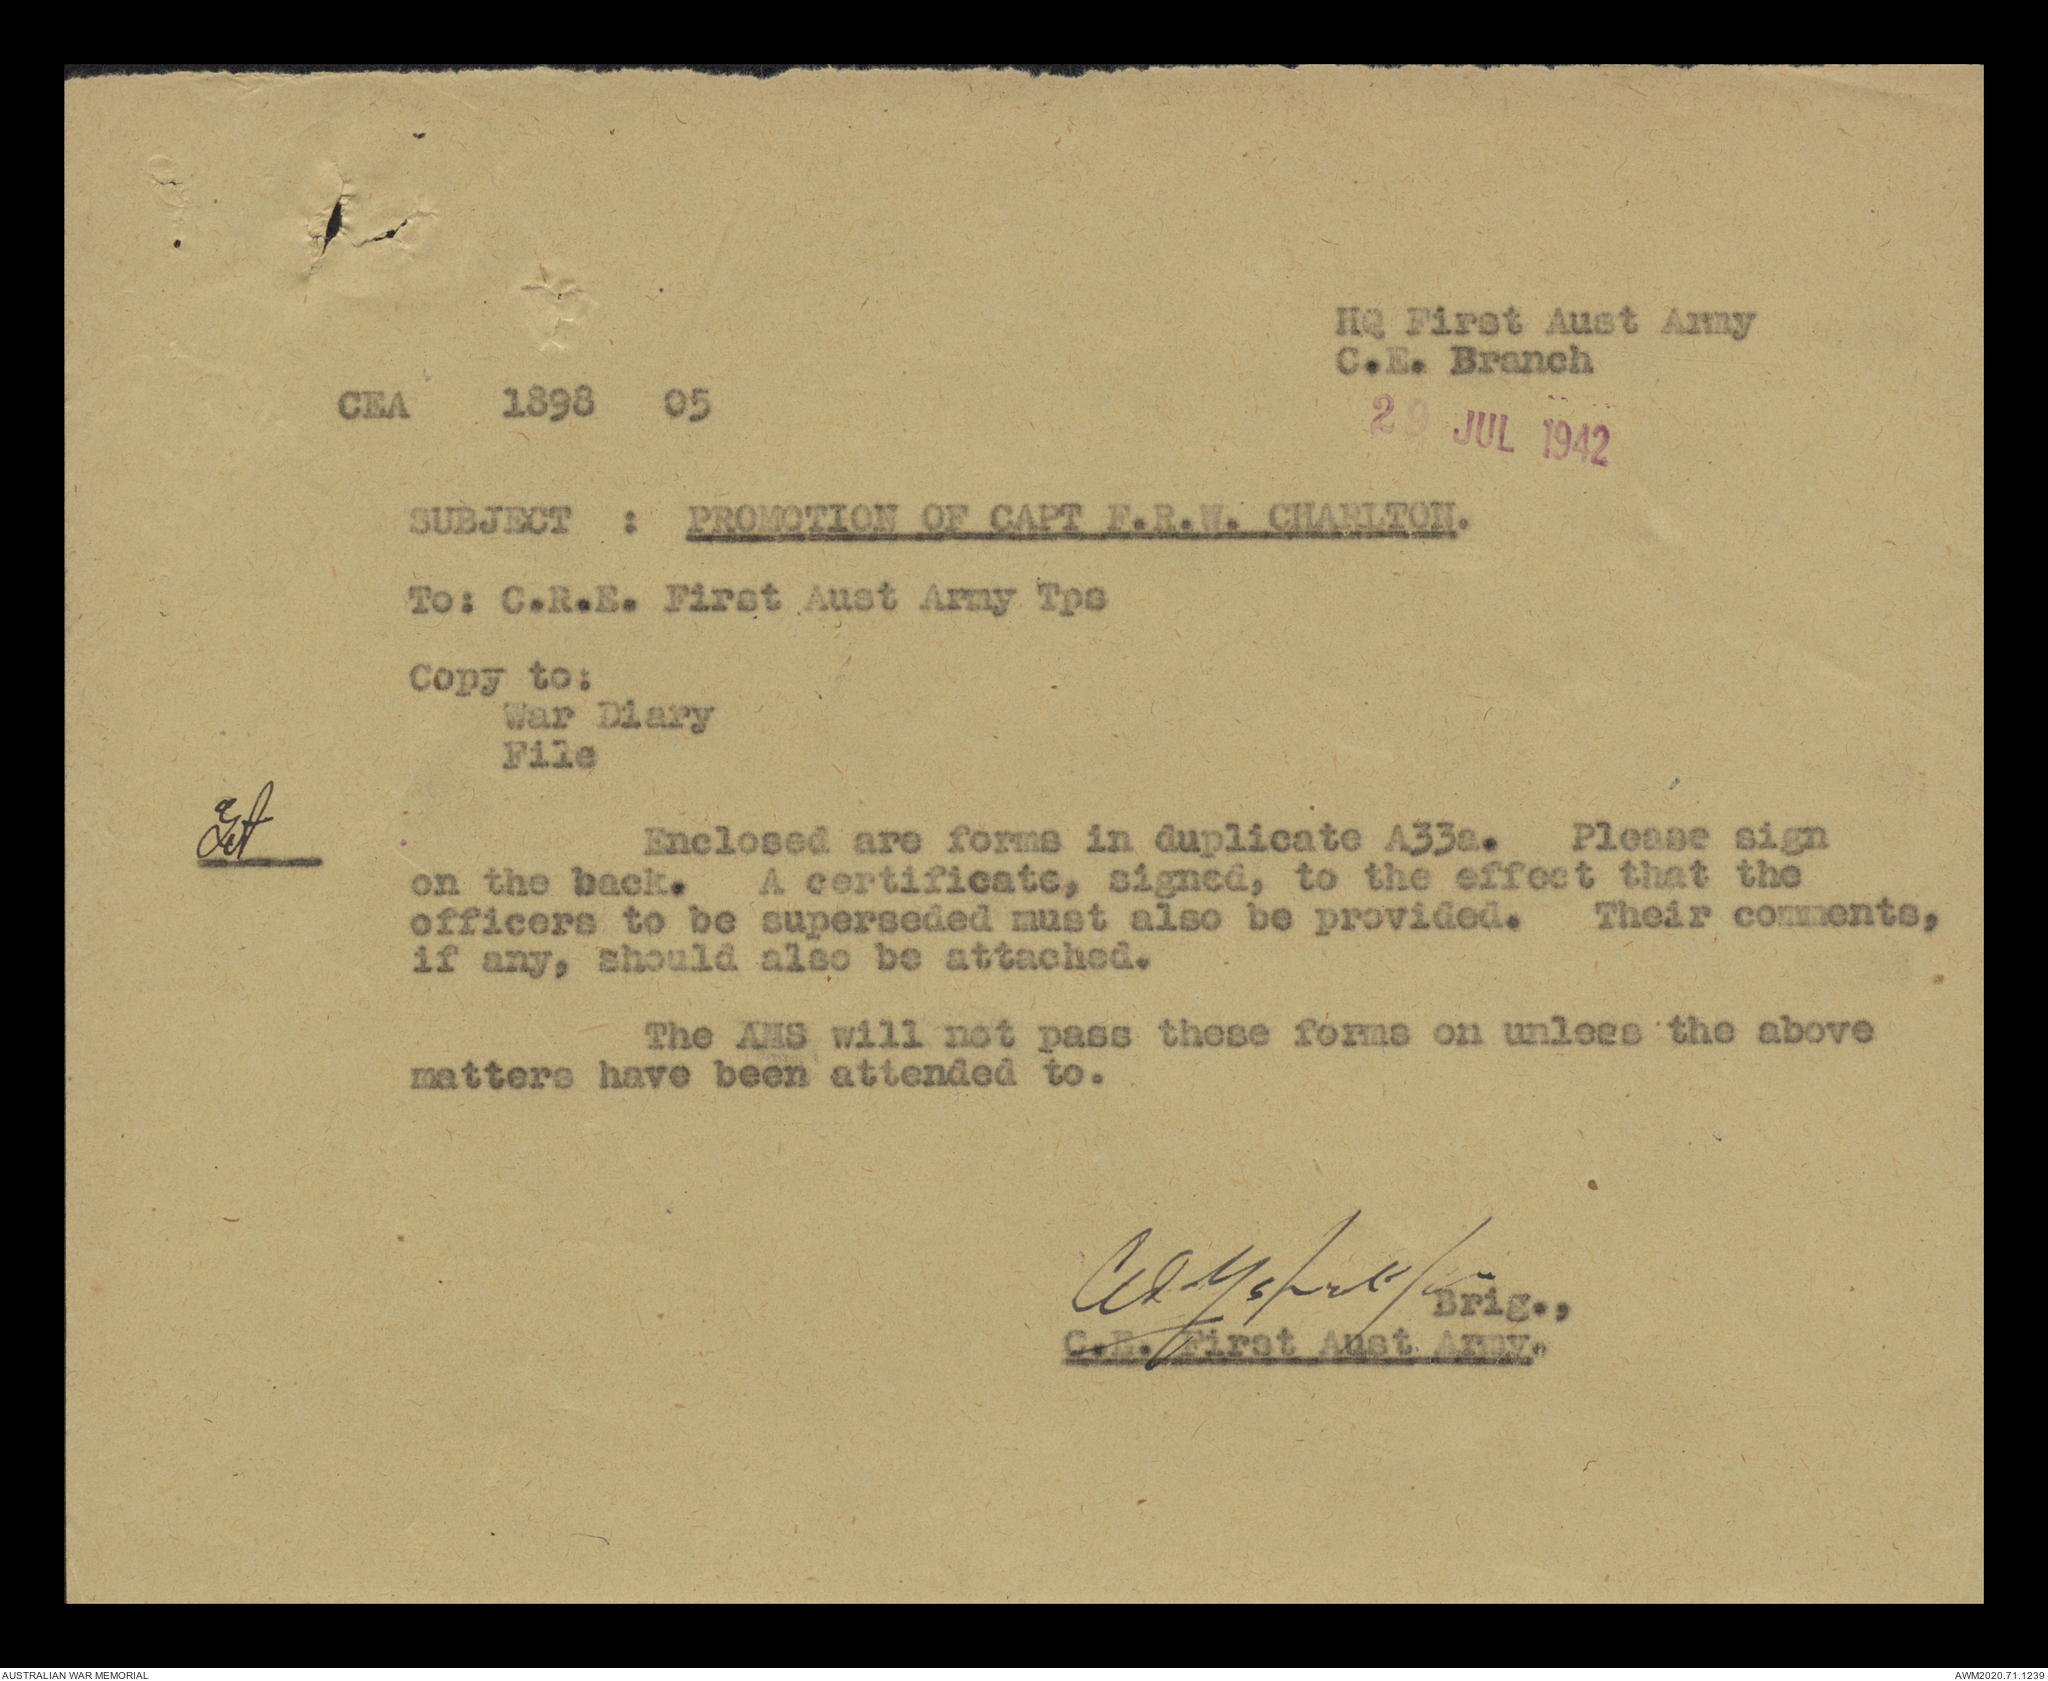 HQ First Aust Army
C.E. Branch
CEA 1898 05
29 JUL 1942
SUBJECT : PROMOTION OF CAPT F.R.W. CHARLTON.
To: C.R.E. First Aust Army Tps
Copy to:
War Diary
File
Enclosed are forms in duplicate A33a. Please sign
on the back. A certificate, signed, to the effect that the
officers to be superseded must also be provided. Their comments,
if any, should also be attached.
The AMS will not pass these forms on unless the above
matters have been attended to.
Brig.,
C.E. First Aust Army.
AUSTRALIAN WAR MEMORIAL
AWM2020.71.1239